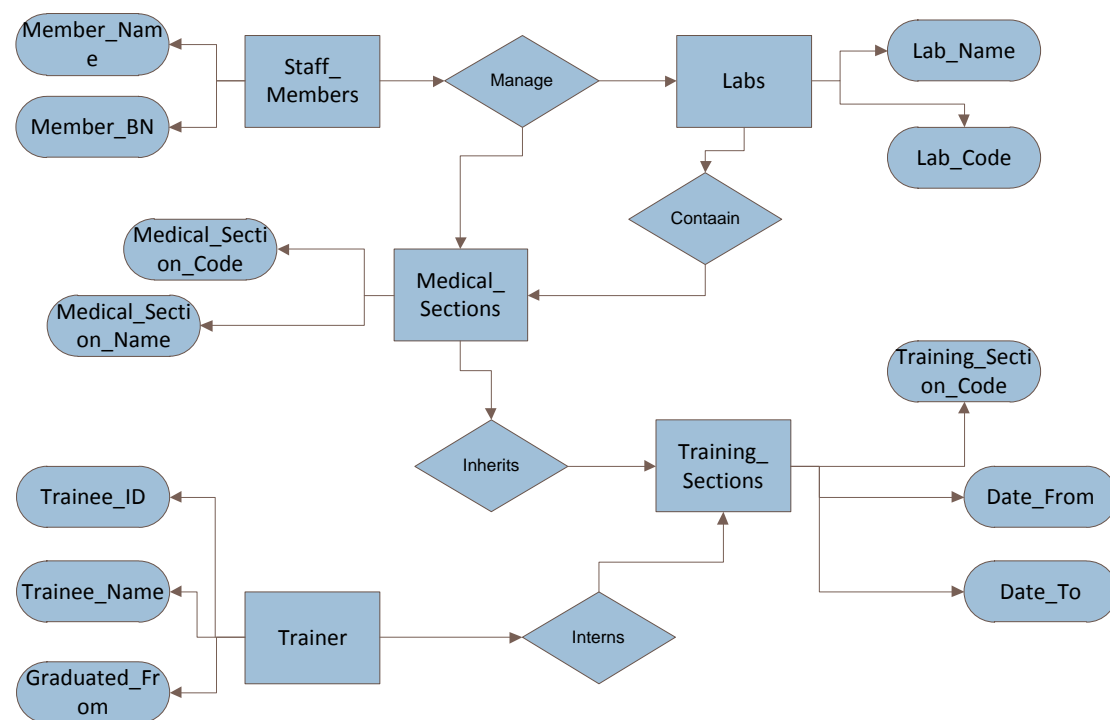 Member_Nam
e
Staff_
Members
Manage
Labs
Lab_Name
Member_BN
Lab_Code
Contaain
Medical_Secti
on_Code
Medical_
Sections
Medical_Secti
on_Name
Training_Secti
on_Code
Inherits
Training_
Sections
Trainee_ID
Date_From
Trainee_Name
Date_To
Trainer
Interns
Graduated_Fr
om